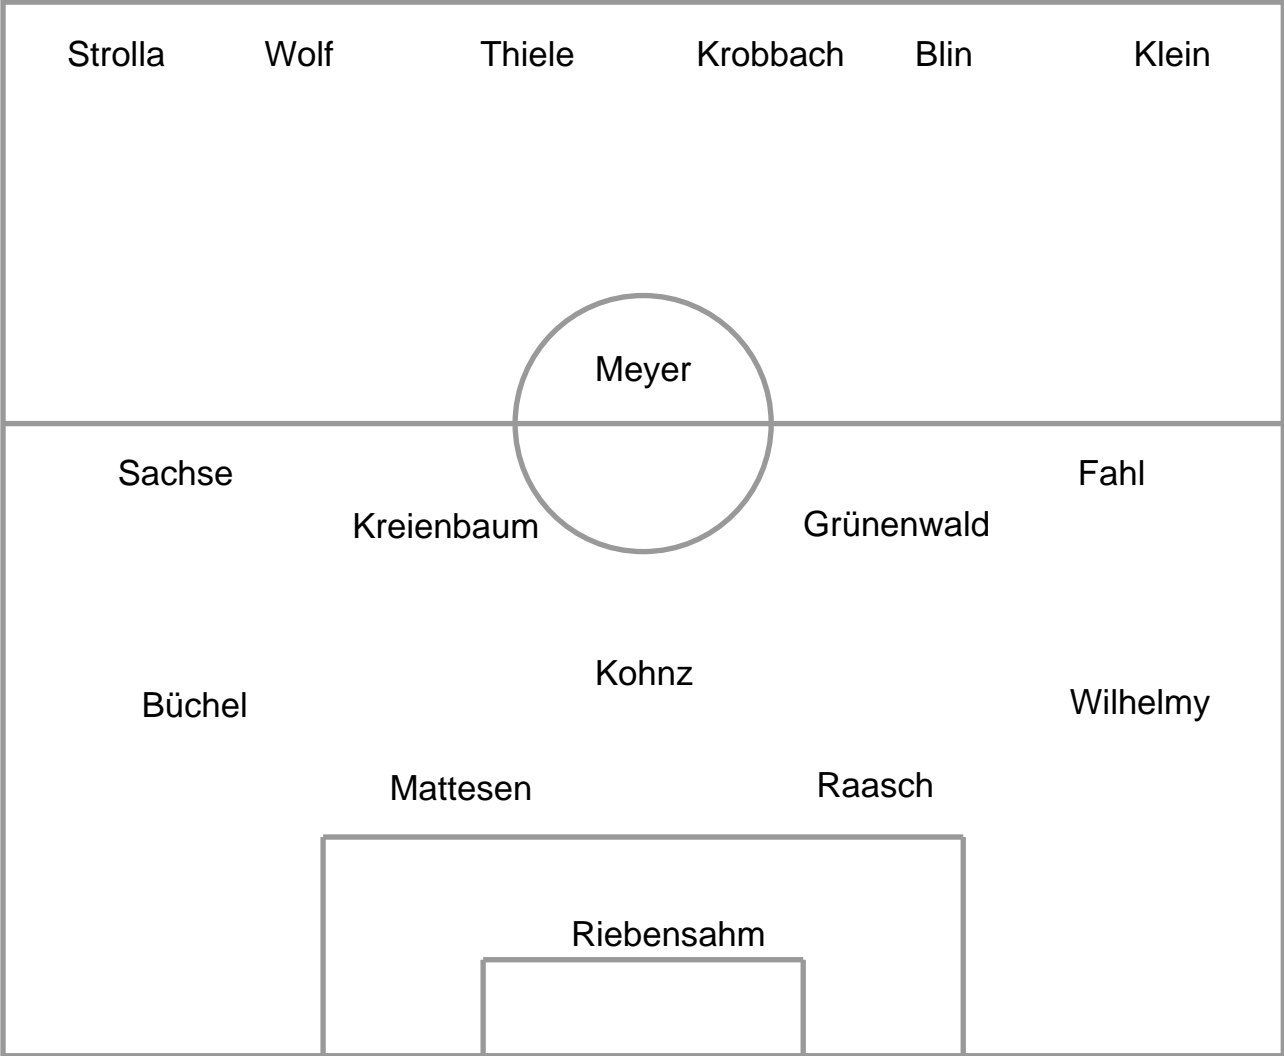 Strolla Wolf Thiele Krobbach Blin Klein
Meyer
Sachse Fahl
Kreienbaum Grünenwald
Kohnz
Büchel Wilhelmy
Mattesen Raasch
Riebensahm